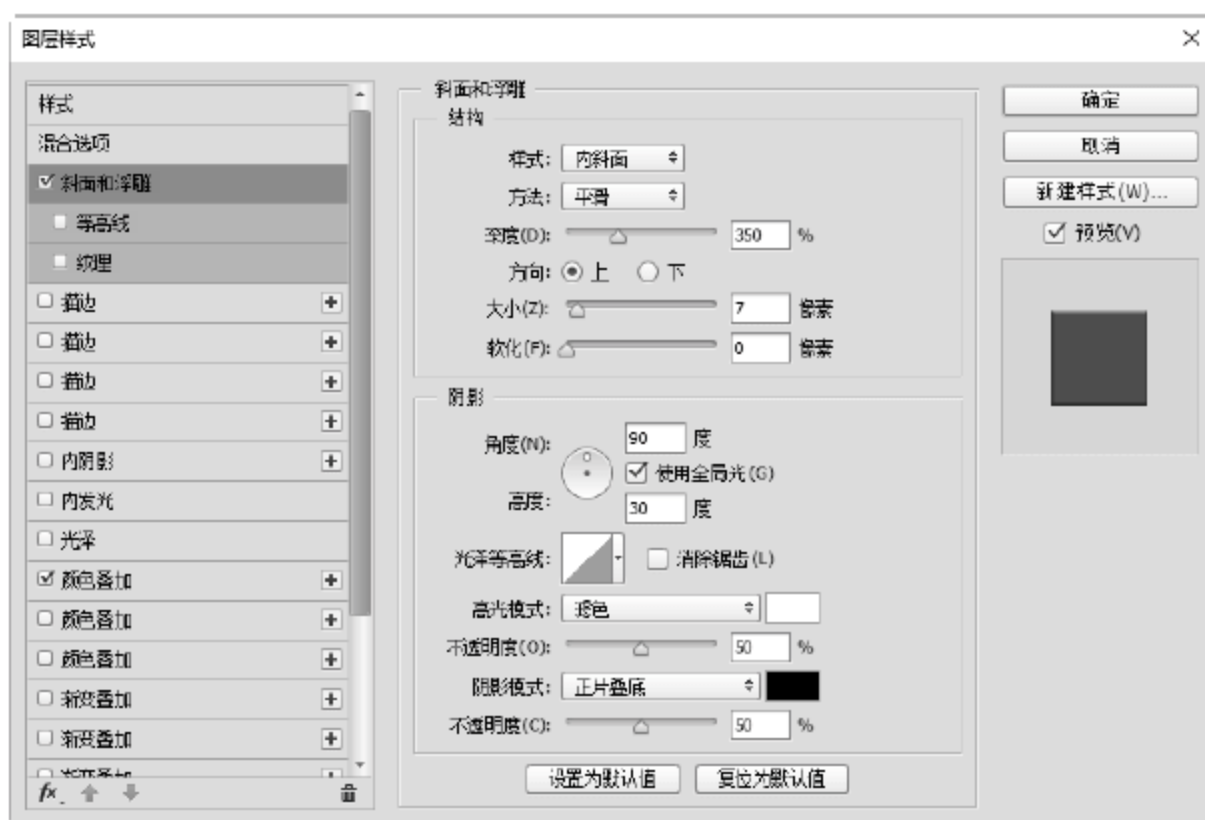 图层样式
样式
混合选项
斜面和浮雕
等高线
纹理
描边
描边
描边
描边
内阴影
内发光
光泽
颜色叠加
颜色叠加
颜色叠加
渐变叠加
渐变叠加
渐变叠加
fx
斜面和浮雕
结构
样式: 内斜面
方法: 平滑
深度(D): 350 %
方向: 上 下
大小(Z): 7 像素
软化(F): 0 像素
阴影
角度(N): 90 度
使用全局光(G)
高度: 30 度
光泽等高线: 消除锯齿(L)
高光模式: 滤色
不透明度(O): 50 %
阴影模式: 正片叠底
不透明度(C): 50 %
设置为默认值 复位为默认值
确定
取消
新建样式(W)...
预览(V)